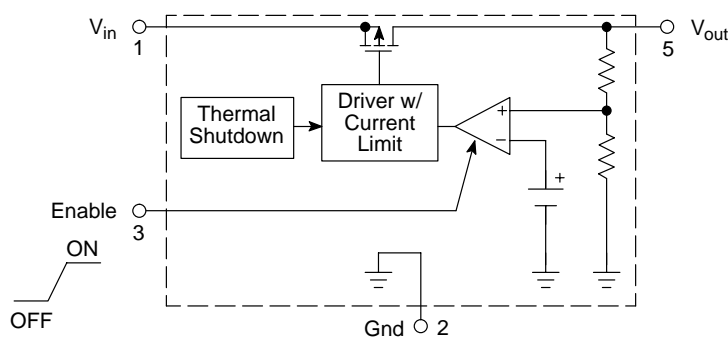 Vin
1
Vout
5
Thermal
Shutdown
Driver w/
Current
Limit
+
−
+
Enable
3
ON
OFF
Gnd
2